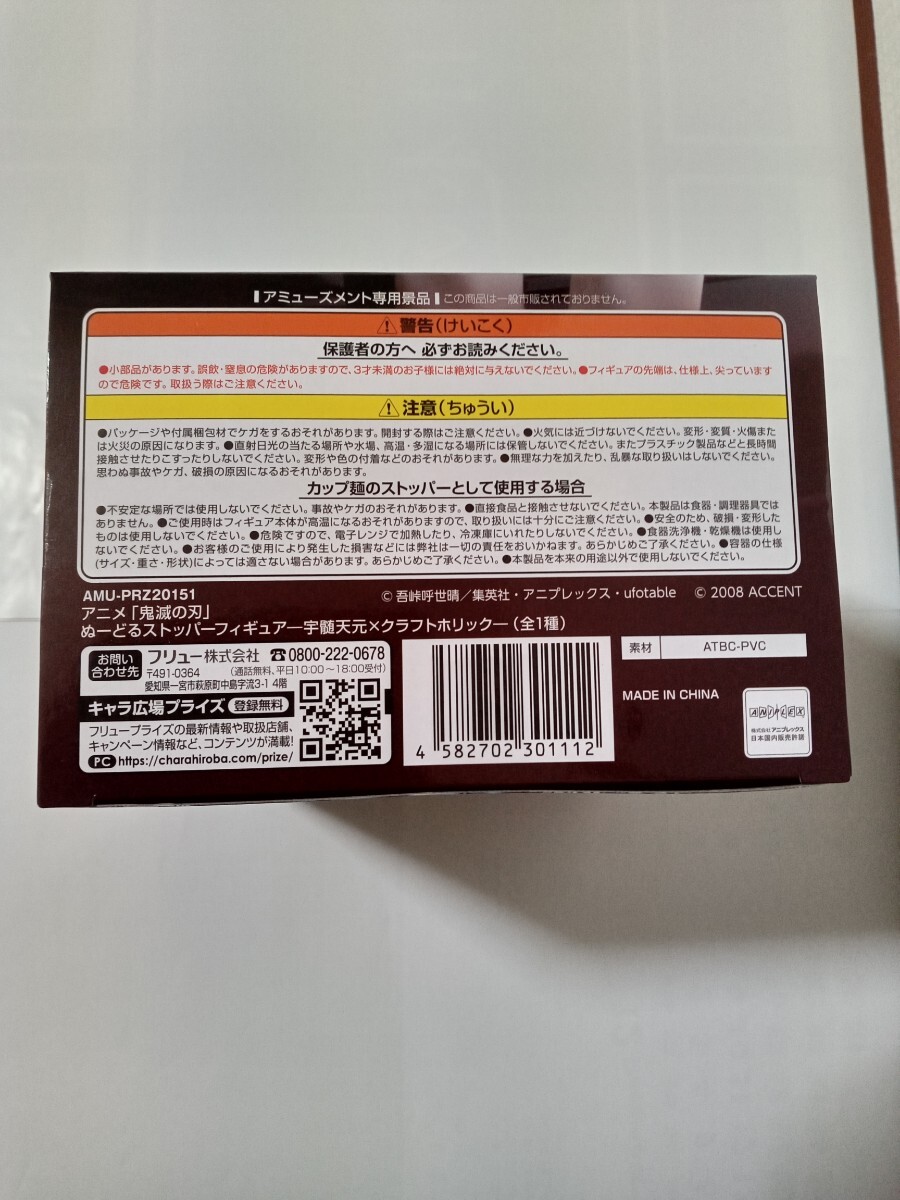 アミューズメント専用景品 この商品は一般市販されておりません。
⚠警告(けいこく)
保護者の方へ 必ずお読みください。
●小部品があります。誤飲・窒息の危険がありますので、3才未満のお子様には絶対に与えないでください。●フィギュアの先端は、仕様上、尖っています
ので危険です。取扱う際はご注意ください。
⚠注意(ちゅうい)
●パッケージや付属梱包材でケガをするおそれがあります。開封する際はご注意ください。●火気には近づけないでください。変形・変質・火傷また
は火災の原因になります。●直射日光の当たる場所や水場、高温・多湿になる場所には保管しないでください。またプラスチック製品などと長時間
接触させたりこすったりしないでください。変形や色の付着などのおそれがあります。●無理な力を加えたり、乱暴な取り扱いはしないでください。
思わぬ事故やケガ、破損の原因になるおそれがあります。
カップ麺のストッパーとして使用する場合
●不安定な場所では使用しないでください。事故やケガのおそれがあります。●直接食品と接触させないでください。本製品は食器・調理器具では
ありません。●ご使用時はフィギュア本体が高温になるおそれがありますので、取り扱いには十分にご注意ください。●安全のため、破損・変形した
ものは使用しないでください。●危険ですので、電子レンジで加熱したり、冷凍庫にいれたりしないでください。●食器洗浄機・乾燥機は使用し
ないでください。●お客様のご使用により発生した損害などには弊社は一切の責任をおいかねます。あらかじめご了承ください。●容器の仕様
(サイズ・重さ・形状)によっては適さない場合があります。あらかじめご了承ください。●本製品を本来の用途以外で使用しないでください。
AMU-PRZ20151
©吾峠呼世晴/集英社・アニプレックス・ufotable ©2008 ACCENT
アニメ「鬼滅の刃」
ぬーどるストッパーフィギュア―宇髄天元×クラフトホリック―(全1種)
お問い合わせ先 フリュー株式会社 ☎0800-222-0678
〒491-0364 (通話無料、平日10:00〜18:00受付)
愛知県一宮市萩原町中島字流3-1 4階
キャラ広場プライズ 登録無料
フリュープライズの最新情報や取扱店舗、
キャンペーン情報など、コンテンツが満載!
PC https://charahiroba.com/prize/
4 582702 301112
素材 ATBC-PVC
MADE IN CHINA
ANIPLEX
株式会社アニプレックス
日本国内販売許諾